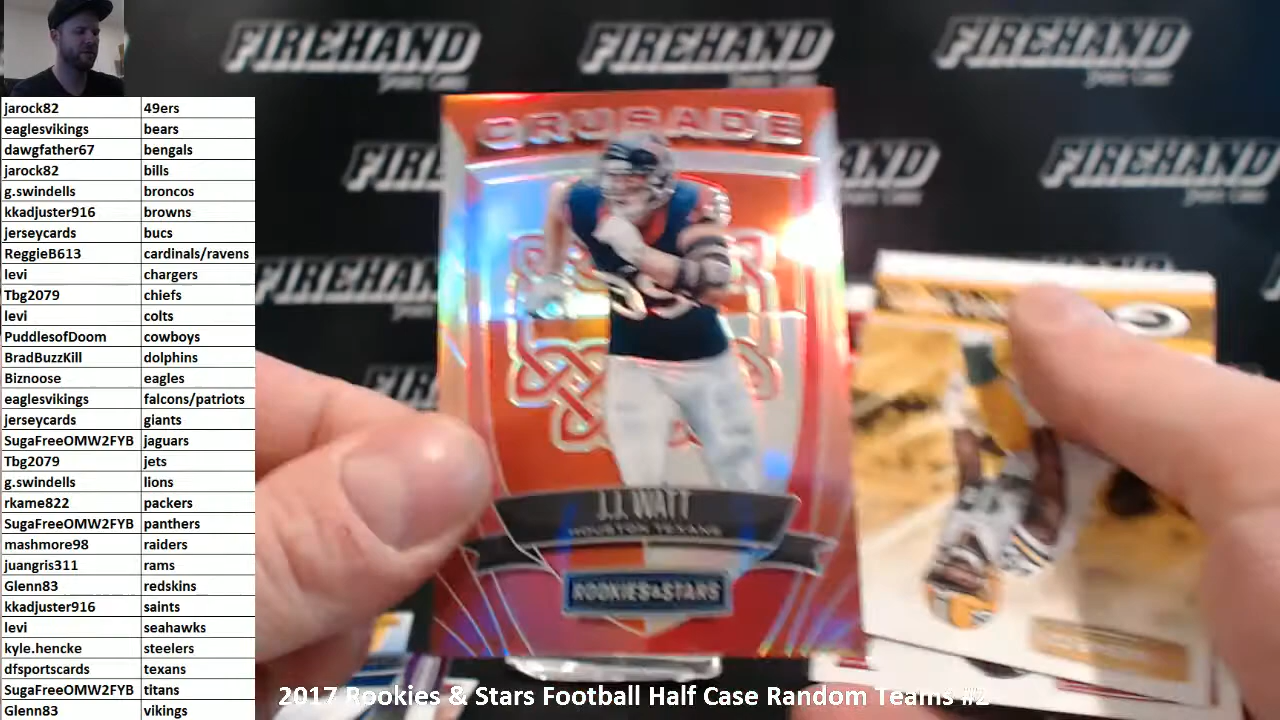 jarock82 49ers
eaglesvikings bears
dawgfather67 bengals
jarock82 bills
g.swindells broncos
kkadjuster916 browns
jerseycards bucs
ReggieB613 cardinals/ravens
levi chargers
Tbg2079 chiefs
levi colts
PuddlesofDoom cowboys
BradBuzzKill dolphins
Biznoose eagles
eaglesvikings falcons/patriots
jerseycards giants
SugaFreeOMW2FYB jaguars
Tbg2079 jets
g.swindells lions
rkame822 packers
SugaFreeOMW2FYB panthers
mashmore98 raiders
juangris311 rams
Glenn83 redskins
kkadjuster916 saints
levi seahawks
kyle.hencke steelers
dfsportscards texans
SugaFreeOMW2FYB titans
Glenn83 vikings
FIREHAND FIREHAND FIREHAND
FIREHAND FIREHAND
FIREHAND
CRUSADE
J.J. WATT
HOUSTON TEXANS
ROOKIES & STARS
2017 Rookies & Stars Football Half Case Random Teams #2